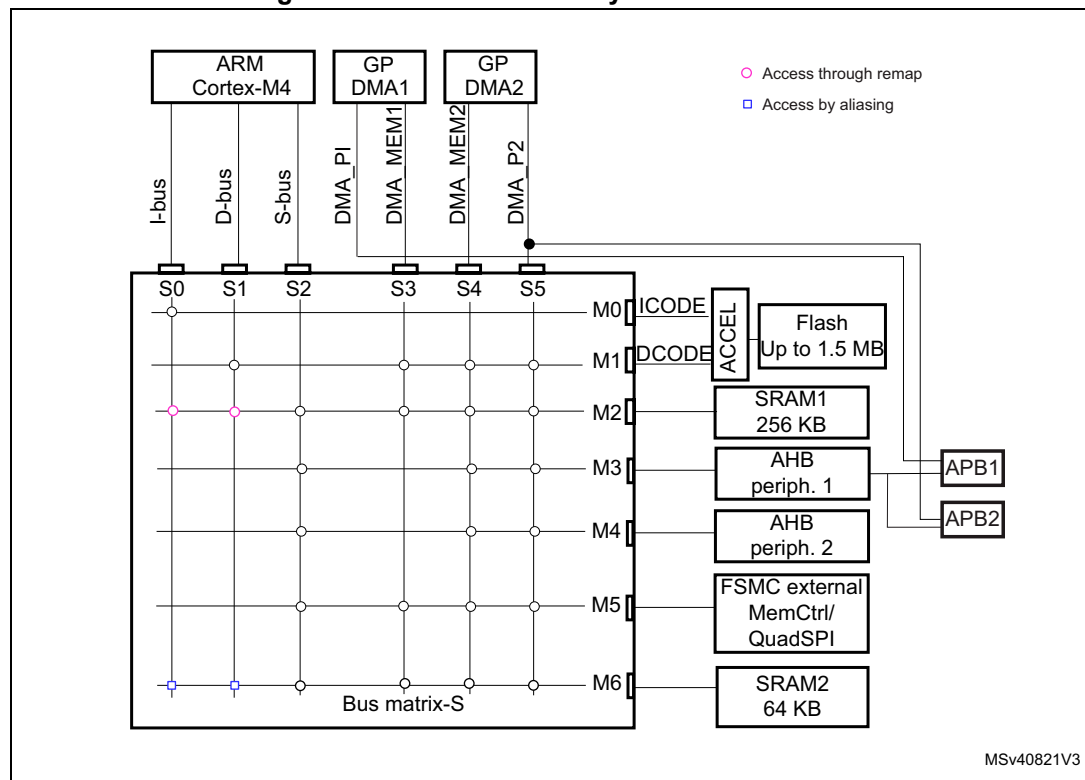 ARM
Cortex-M4
GP
DMA1
GP
DMA2
Access through remap
Access by aliasing
I-bus
D-bus
S-bus
DMA_PI
DMA_MEM1
DMA_MEM2
DMA_P2
S0
S1
S2
S3
S4
S5
M0
ICODE
M1
DCODE
ACCEL
Flash
Up to 1.5 MB
M2
SRAM1
256 KB
M3
AHB
periph. 1
APB1
APB2
M4
AHB
periph. 2
M5
FSMC external
MemCtrl/
QuadSPI
M6
SRAM2
64 KB
Bus matrix-S
MSv40821V3